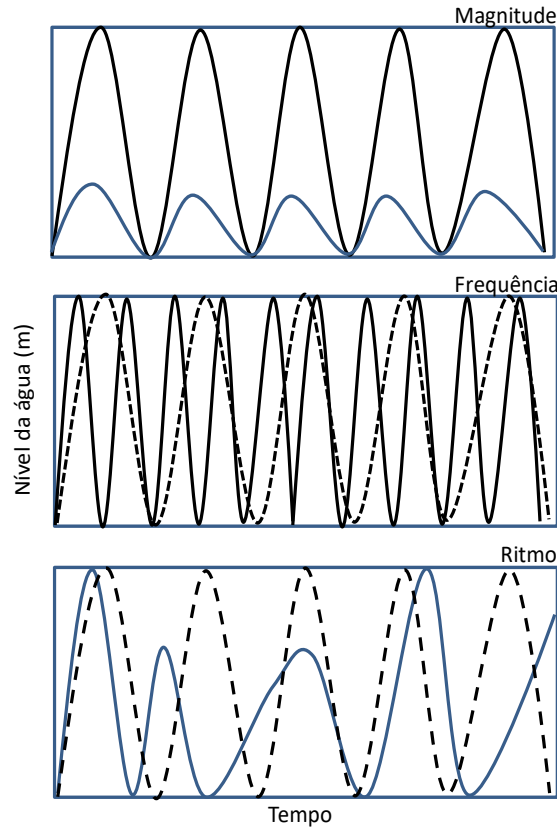 Magnitude
Frequência
Nível da água (m)
Ritmo
Tempo